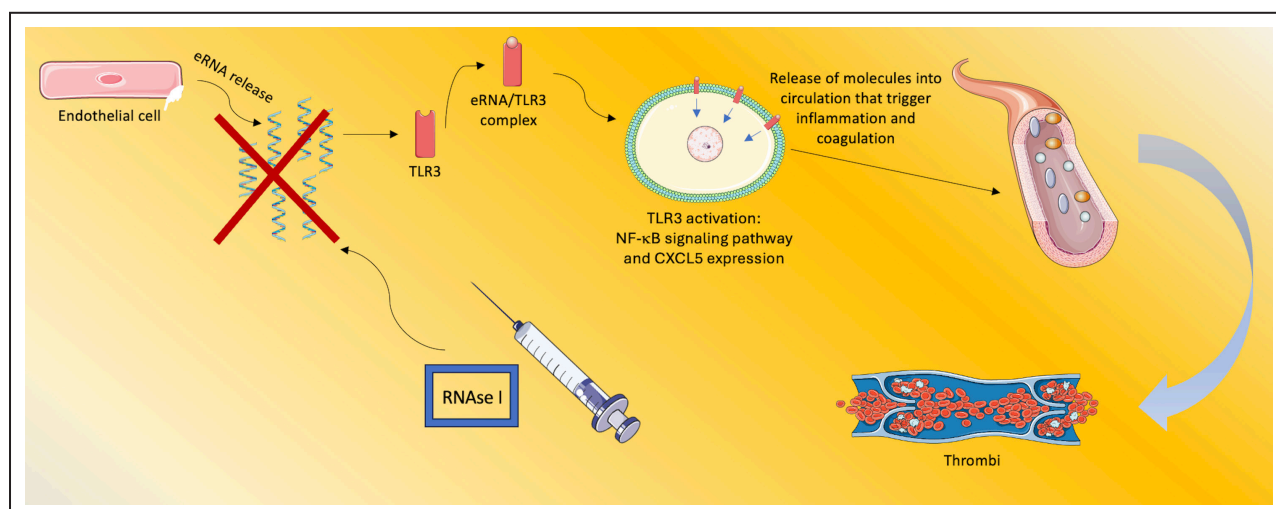 eRNA release
Endothelial cell
TLR3
eRNA/TLR3
complex
TLR3 activation:
NF-κB signaling pathway
and CXCL5 expression
Release of molecules into
circulation that trigger
inflammation and
coagulation
RNAse I
Thrombi